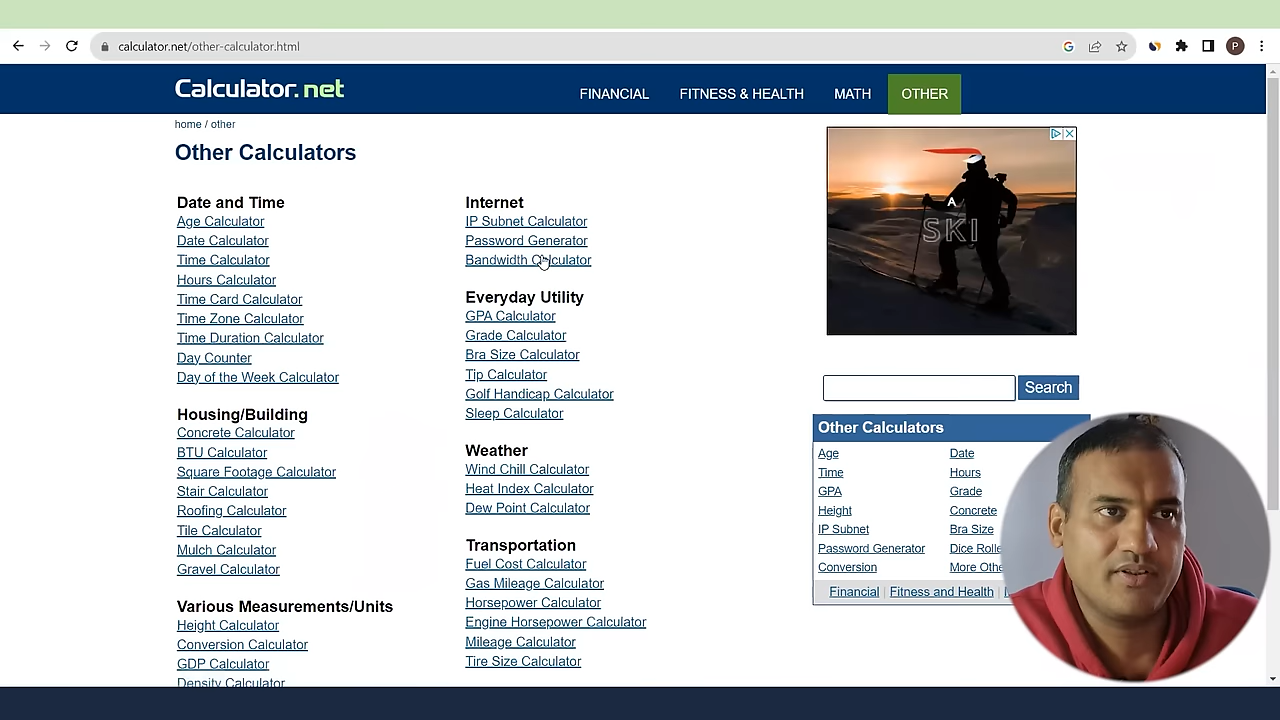 calculator.net/other-calculator.html
P
Calculator.net
FINANCIAL
FITNESS & HEALTH
MATH
OTHER
home / other
Other Calculators
Date and Time
Age Calculator
Date Calculator
Time Calculator
Hours Calculator
Time Card Calculator
Time Zone Calculator
Time Duration Calculator
Day Counter
Day of the Week Calculator
Housing/Building
Concrete Calculator
BTU Calculator
Square Footage Calculator
Stair Calculator
Roofing Calculator
Tile Calculator
Mulch Calculator
Gravel Calculator
Various Measurements/Units
Height Calculator
Conversion Calculator
GDP Calculator
Density Calculator
Internet
IP Subnet Calculator
Password Generator
Bandwidth Calculator
Everyday Utility
GPA Calculator
Grade Calculator
Bra Size Calculator
Tip Calculator
Golf Handicap Calculator
Sleep Calculator
Weather
Wind Chill Calculator
Heat Index Calculator
Dew Point Calculator
Transportation
Fuel Cost Calculator
Gas Mileage Calculator
Horsepower Calculator
Engine Horsepower Calculator
Mileage Calculator
Tire Size Calculator
A
SKI
Search
Other Calculators
Age Date
Time Hours
GPA Grade
Height Concrete
IP Subnet Bra Size
Password Generator Dice Rolle
Conversion More Othe
Financial | Fitness and Health |